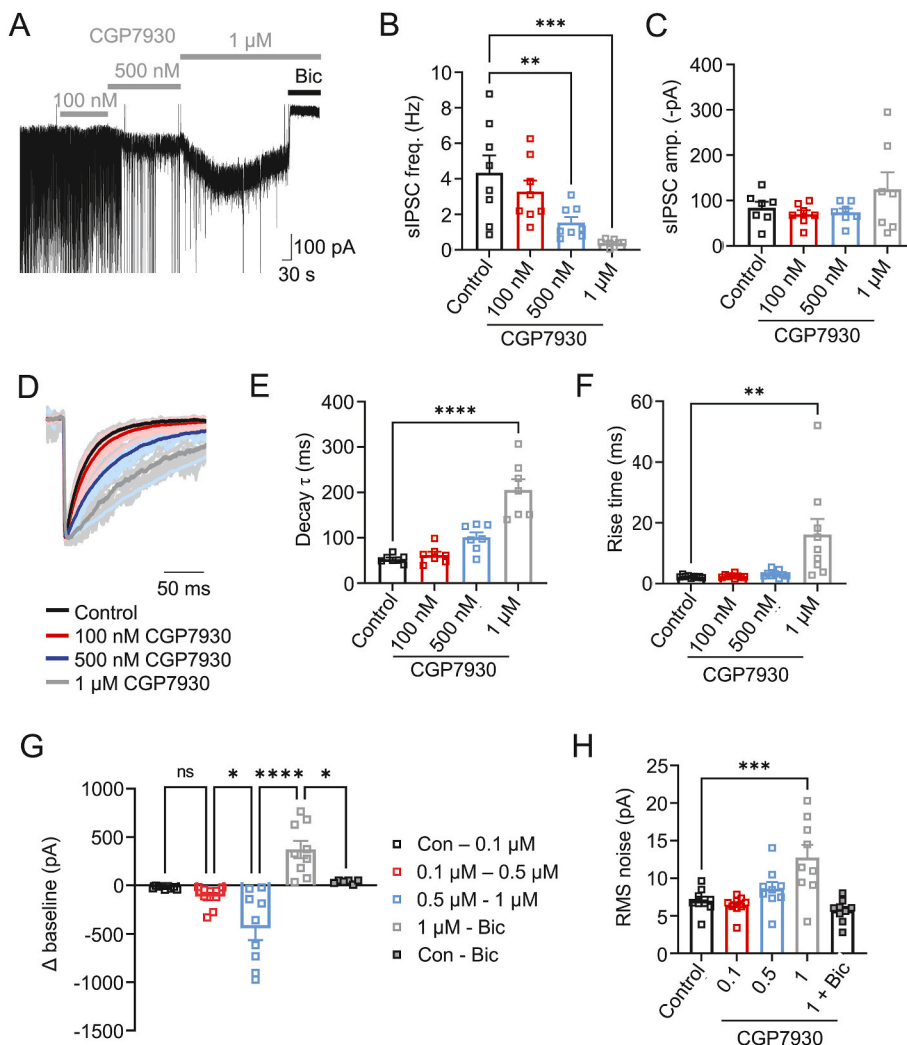 A
CGP7930
1 µM
500 nM
100 nM
Bic
100 pA
30 s
B
***
**
sIPSC freq. (Hz)
10
8
6
4
2
0
Control
100 nM
500 nM
1 µM
CGP7930
C
sIPSC amp. (-pA)
400
300
200
100
0
Control
100 nM
500 nM
1 µM
CGP7930
D
50 ms
Control
100 nM CGP7930
500 nM CGP7930
1 µM CGP7930
E
****
Decay τ (ms)
400
300
200
100
0
Control
100 nM
500 nM
1 µM
CGP7930
F
**
Rise time (ms)
60
40
20
0
Control
100 nM
500 nM
1 µM
CGP7930
G
ns
*
****
*
Δ baseline (pA)
1000
500
0
-500
-1000
-1500
Con – 0.1 µM
0.1 µM – 0.5 µM
0.5 µM - 1 µM
1 µM - Bic
Con - Bic
H
***
RMS noise (pA)
25
20
15
10
5
0
Control
0.1
0.5
1
1 + Bic
CGP7930